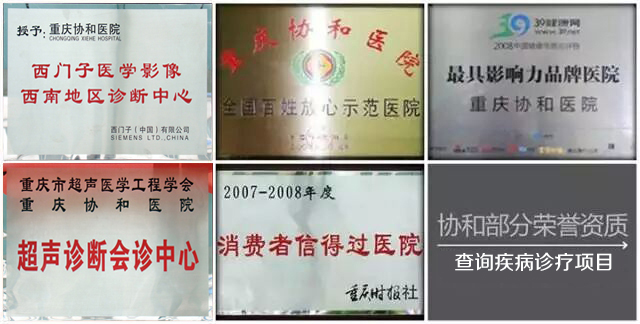 授予:重庆协和医院
CHONGQING XIEHE HOSPITAL
西门子医学影像
西南地区诊断中心
西门子(中国)有限公司
SIEMENS LTD.,CHINA
重庆协和医院
全国百姓放心示范医院
39健康网
www.39.net
最具影响力品牌医院
重庆协和医院
重庆市超声医学工程学会
重庆协和医院
超声诊断会诊中心
2007-2008年度
消费者信得过医院
重庆时报社
协和部分荣誉资质
查询疾病诊疗项目